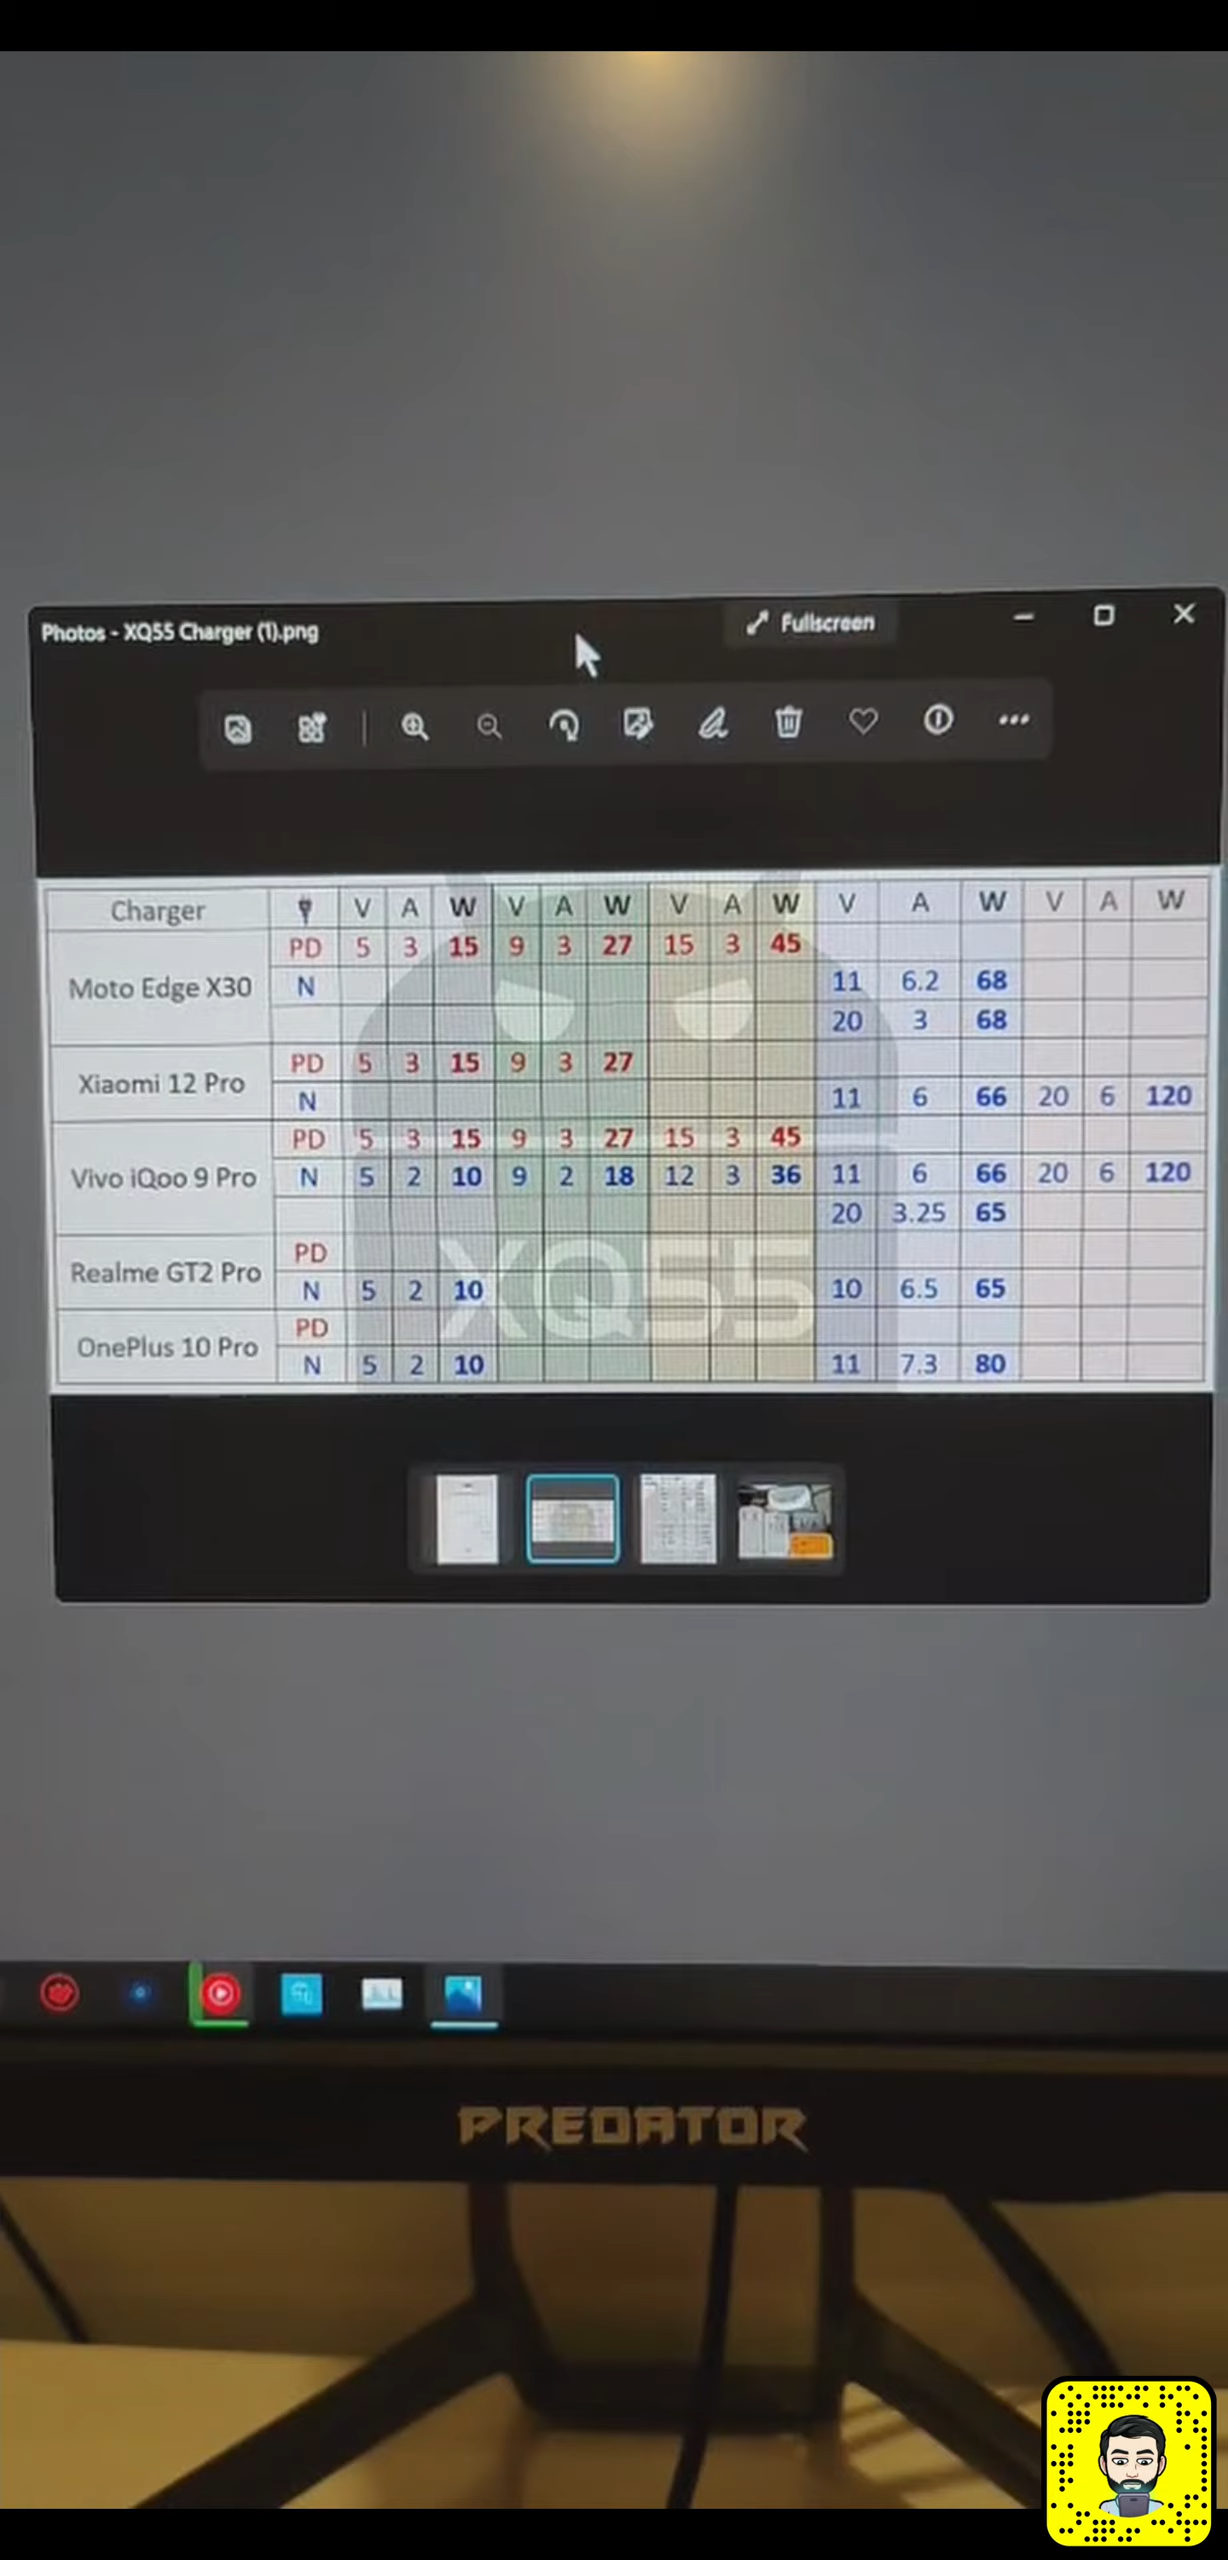 Photos - XQ55 Charger (1).png
Fullscreen
Charger V A W V A W V A W V A W V A W
Moto Edge X30
PD 5 3 15 9 3 27 15 3 45
N 11 6.2 68
20 3 68
Xiaomi 12 Pro
PD 5 3 15 9 3 27
N 11 6 66 20 6 120
Vivo iQoo 9 Pro
PD 5 3 15 9 3 27 15 3 45
N 5 2 10 9 2 18 12 3 36 11 6 66 20 6 120
20 3.25 65
Realme GT2 Pro
PD
N 5 2 10 10 6.5 65
OnePlus 10 Pro
PD
N 5 2 10 11 7.3 80
XQ55
PREDATOR